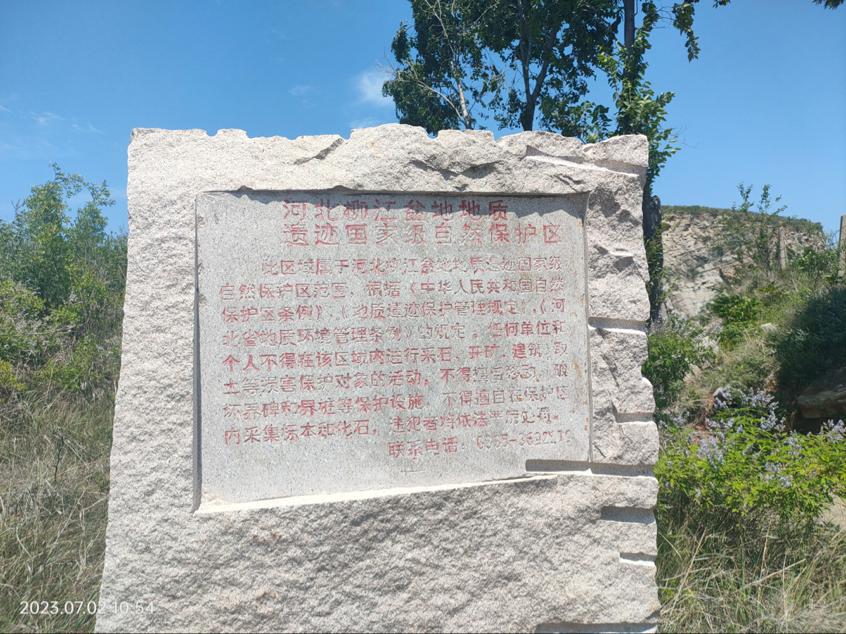 河北柳江盆地地质
遗迹国家级自然保护区
此区域属于河北柳江盆地地质遗迹国家级
自然保护区范围,根据《中华人民共和国自然
保护区条例》、《地质遗迹保护管理规定》、《河
北省地质环境管理条例》的规定。任何单位和
个人不得在该区域内进行采石、开矿、建筑、取
土等损害保护对象的活动,不得擅自移动、破
坏界碑和界桩等保护设施,不得擅自在保护区
内采集标本和化石,违犯者将依法严厉处理。
联系电话:
2023.07.02 10:54